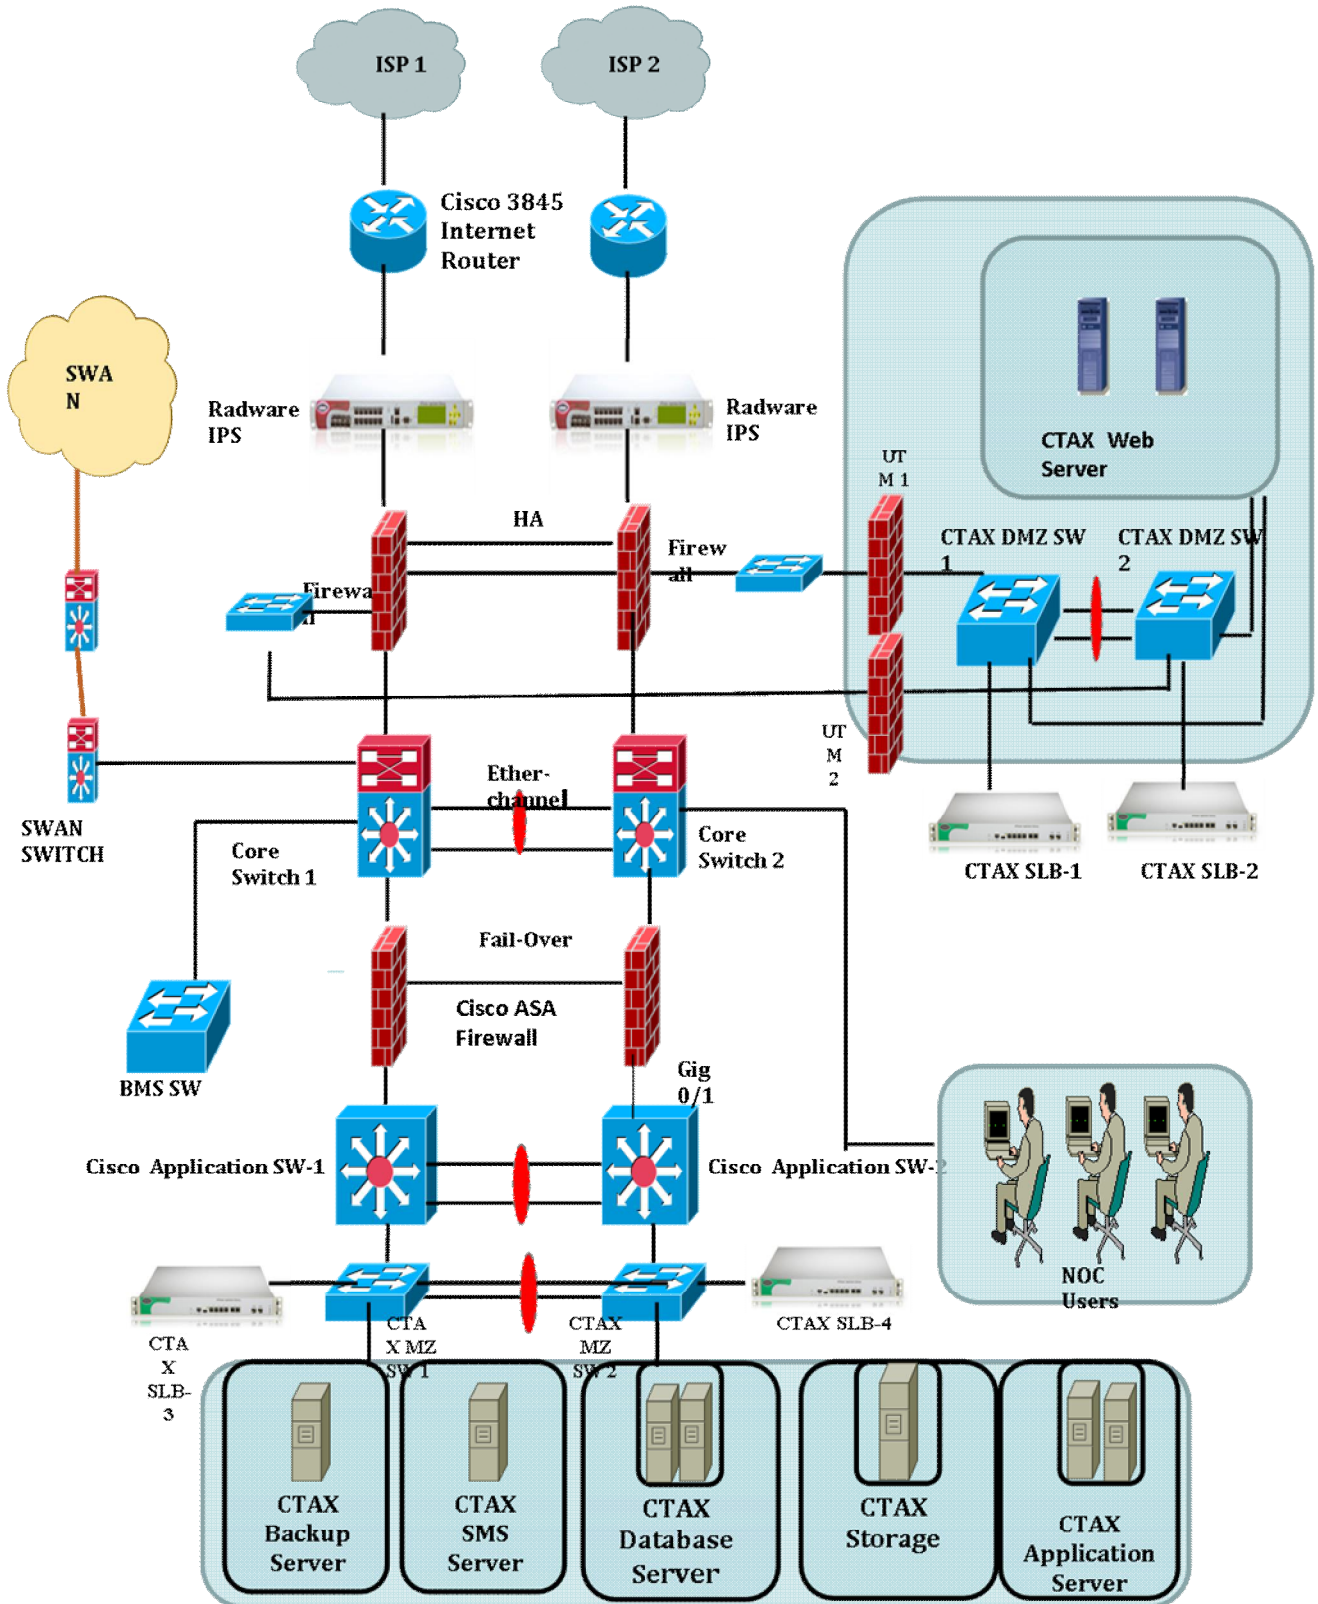 ISP 1
ISP 2
Cisco 3845
Internet
Router
SWA
N
Radware
IPS
Radware
IPS
CTAX Web
Server
UT
M 1
HA
Firew
all
CTAX DMZ SW
1
CTAX DMZ SW
2
Firewa
ll
UT
M
2
Ether-
channel
SWAN
SWITCH
Core
Switch 1
Core
Switch 2
CTAX SLB-1
CTAX SLB-2
Fail-Over
Cisco ASA
Firewall
BMS SW
Gig
0/1
Cisco Application SW-1
Cisco Application SW-2
NOC
Users
CTA
X
SLB-
3
CTA
X MZ
SW 1
CTAX
MZ
SW 2
CTAX SLB-4
CTAX
Backup
Server
CTAX
SMS
Server
CTAX
Database
Server
CTAX
Storage
CTAX
Application
Server